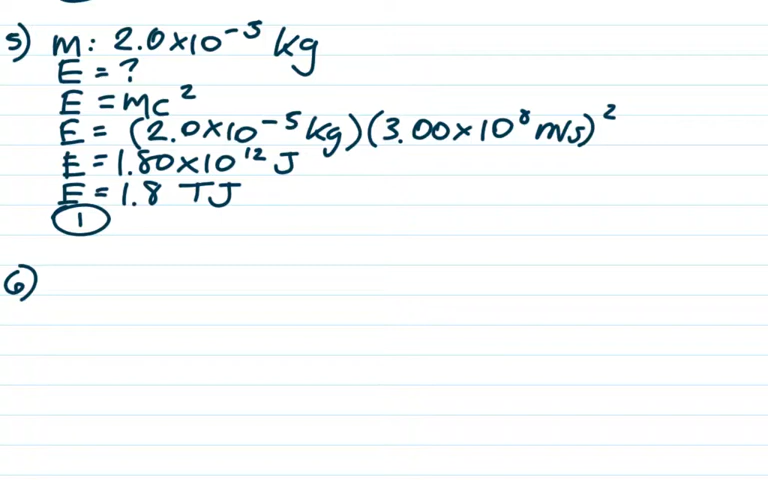 5) m: 2.0×10⁻⁵ kg
E = ?
E = mc²
E = (2.0×10⁻⁵ kg)(3.00×10⁸ m/s)²
E = 1.80×10¹² J
E = 1.8 TJ
1
6)